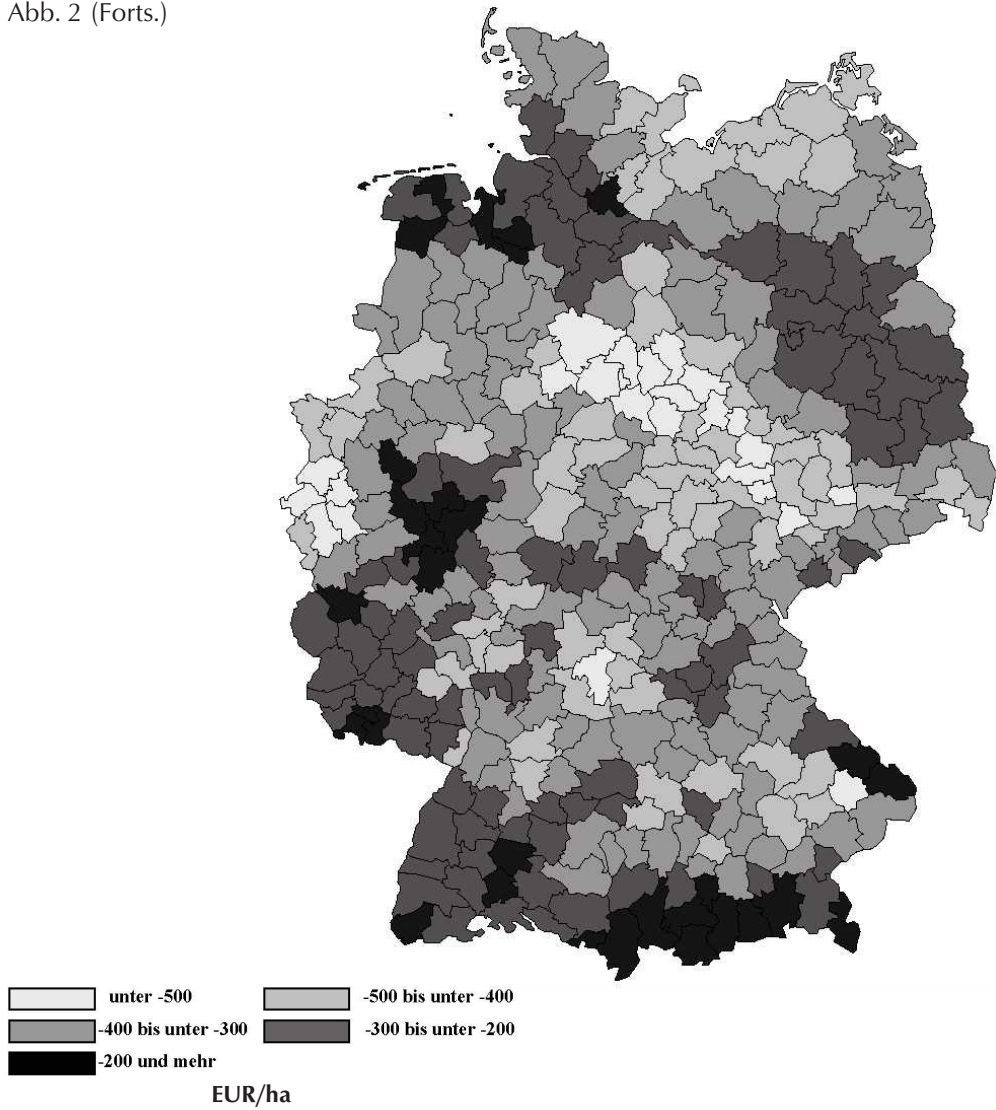 Abb. 2 (Forts.)
unter -500 -500 bis unter -400
-400 bis unter -300 -300 bis unter -200
-200 und mehr
EUR/ha